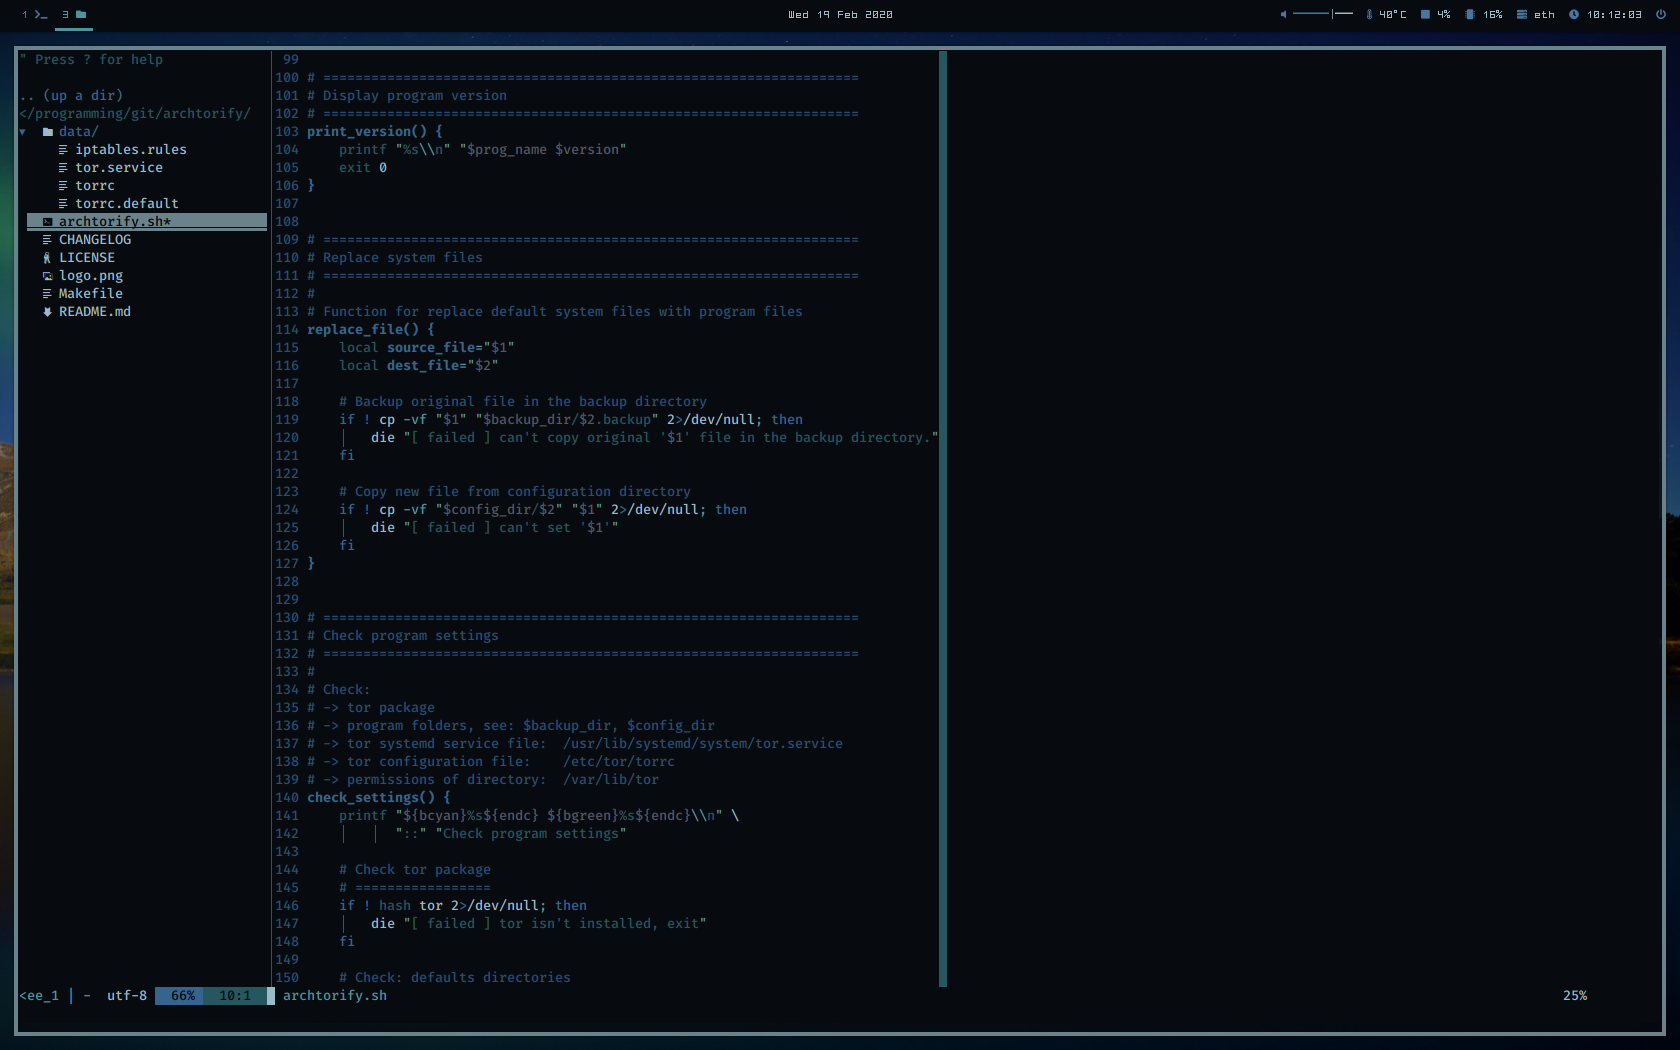 1 >_ 3
Wed 19 Feb 2020
40°C 4% 16% eth 10:12:03
" Press ? for help
.. (up a dir)
</programming/git/archtorify/
▾ data/
iptables.rules
tor.service
torrc
torrc.default
archtorify.sh*
CHANGELOG
LICENSE
logo.png
Makefile
README.md
99
100 # ===================================================================
101 # Display program version
102 # ===================================================================
103 print_version() {
104     printf "%s\\n" "$prog_name $version"
105     exit 0
106 }
107
108
109 # ===================================================================
110 # Replace system files
111 # ===================================================================
112 #
113 # Function for replace default system files with program files
114 replace_file() {
115     local source_file="$1"
116     local dest_file="$2"
117
118     # Backup original file in the backup directory
119     if ! cp -vf "$1" "$backup_dir/$2.backup" 2>/dev/null; then
120     │   die "[ failed ] can't copy original '$1' file in the backup directory."
121     fi
122
123     # Copy new file from configuration directory
124     if ! cp -vf "$config_dir/$2" "$1" 2>/dev/null; then
125     │   die "[ failed ] can't set '$1'"
126     fi
127 }
128
129
130 # ===================================================================
131 # Check program settings
132 # ===================================================================
133 #
134 # Check:
135 # -> tor package
136 # -> program folders, see: $backup_dir, $config_dir
137 # -> tor systemd service file:  /usr/lib/systemd/system/tor.service
138 # -> tor configuration file:    /etc/tor/torrc
139 # -> permissions of directory:  /var/lib/tor
140 check_settings() {
141     printf "${bcyan}%s${endc} ${bgreen}%s${endc}\\n" \
142     │   │  "::" "Check program settings"
143
144     # Check tor package
145     # =================
146     if ! hash tor 2>/dev/null; then
147     │   die "[ failed ] tor isn't installed, exit"
148     fi
149
150     # Check: defaults directories
<ee_1 │ - utf-8 66% 10:1 archtorify.sh 25%